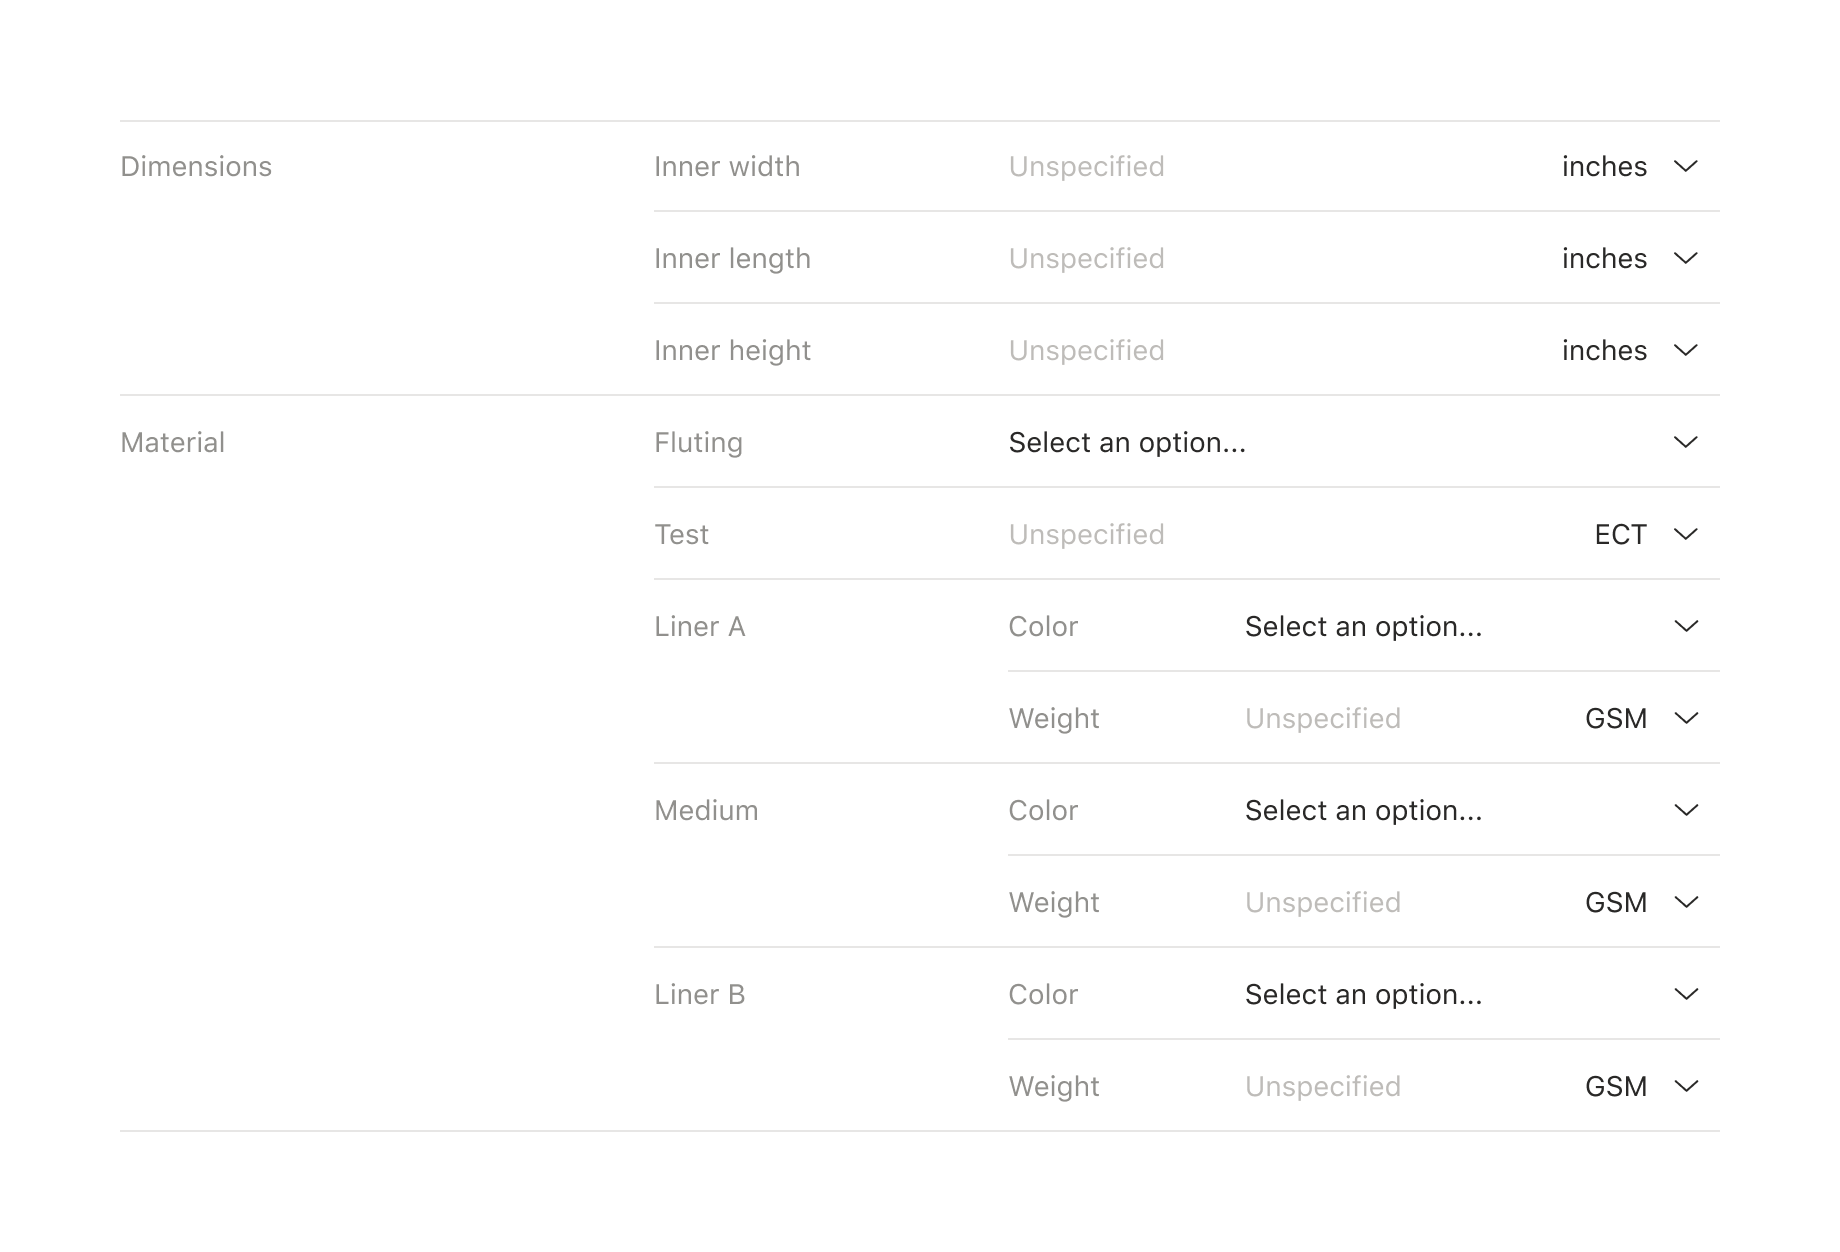 Dimensions Inner width Unspecified inches
Inner length Unspecified inches
Inner height Unspecified inches
Material Fluting Select an option...
Test Unspecified ECT
Liner A Color Select an option...
Weight Unspecified GSM
Medium Color Select an option...
Weight Unspecified GSM
Liner B Color Select an option...
Weight Unspecified GSM